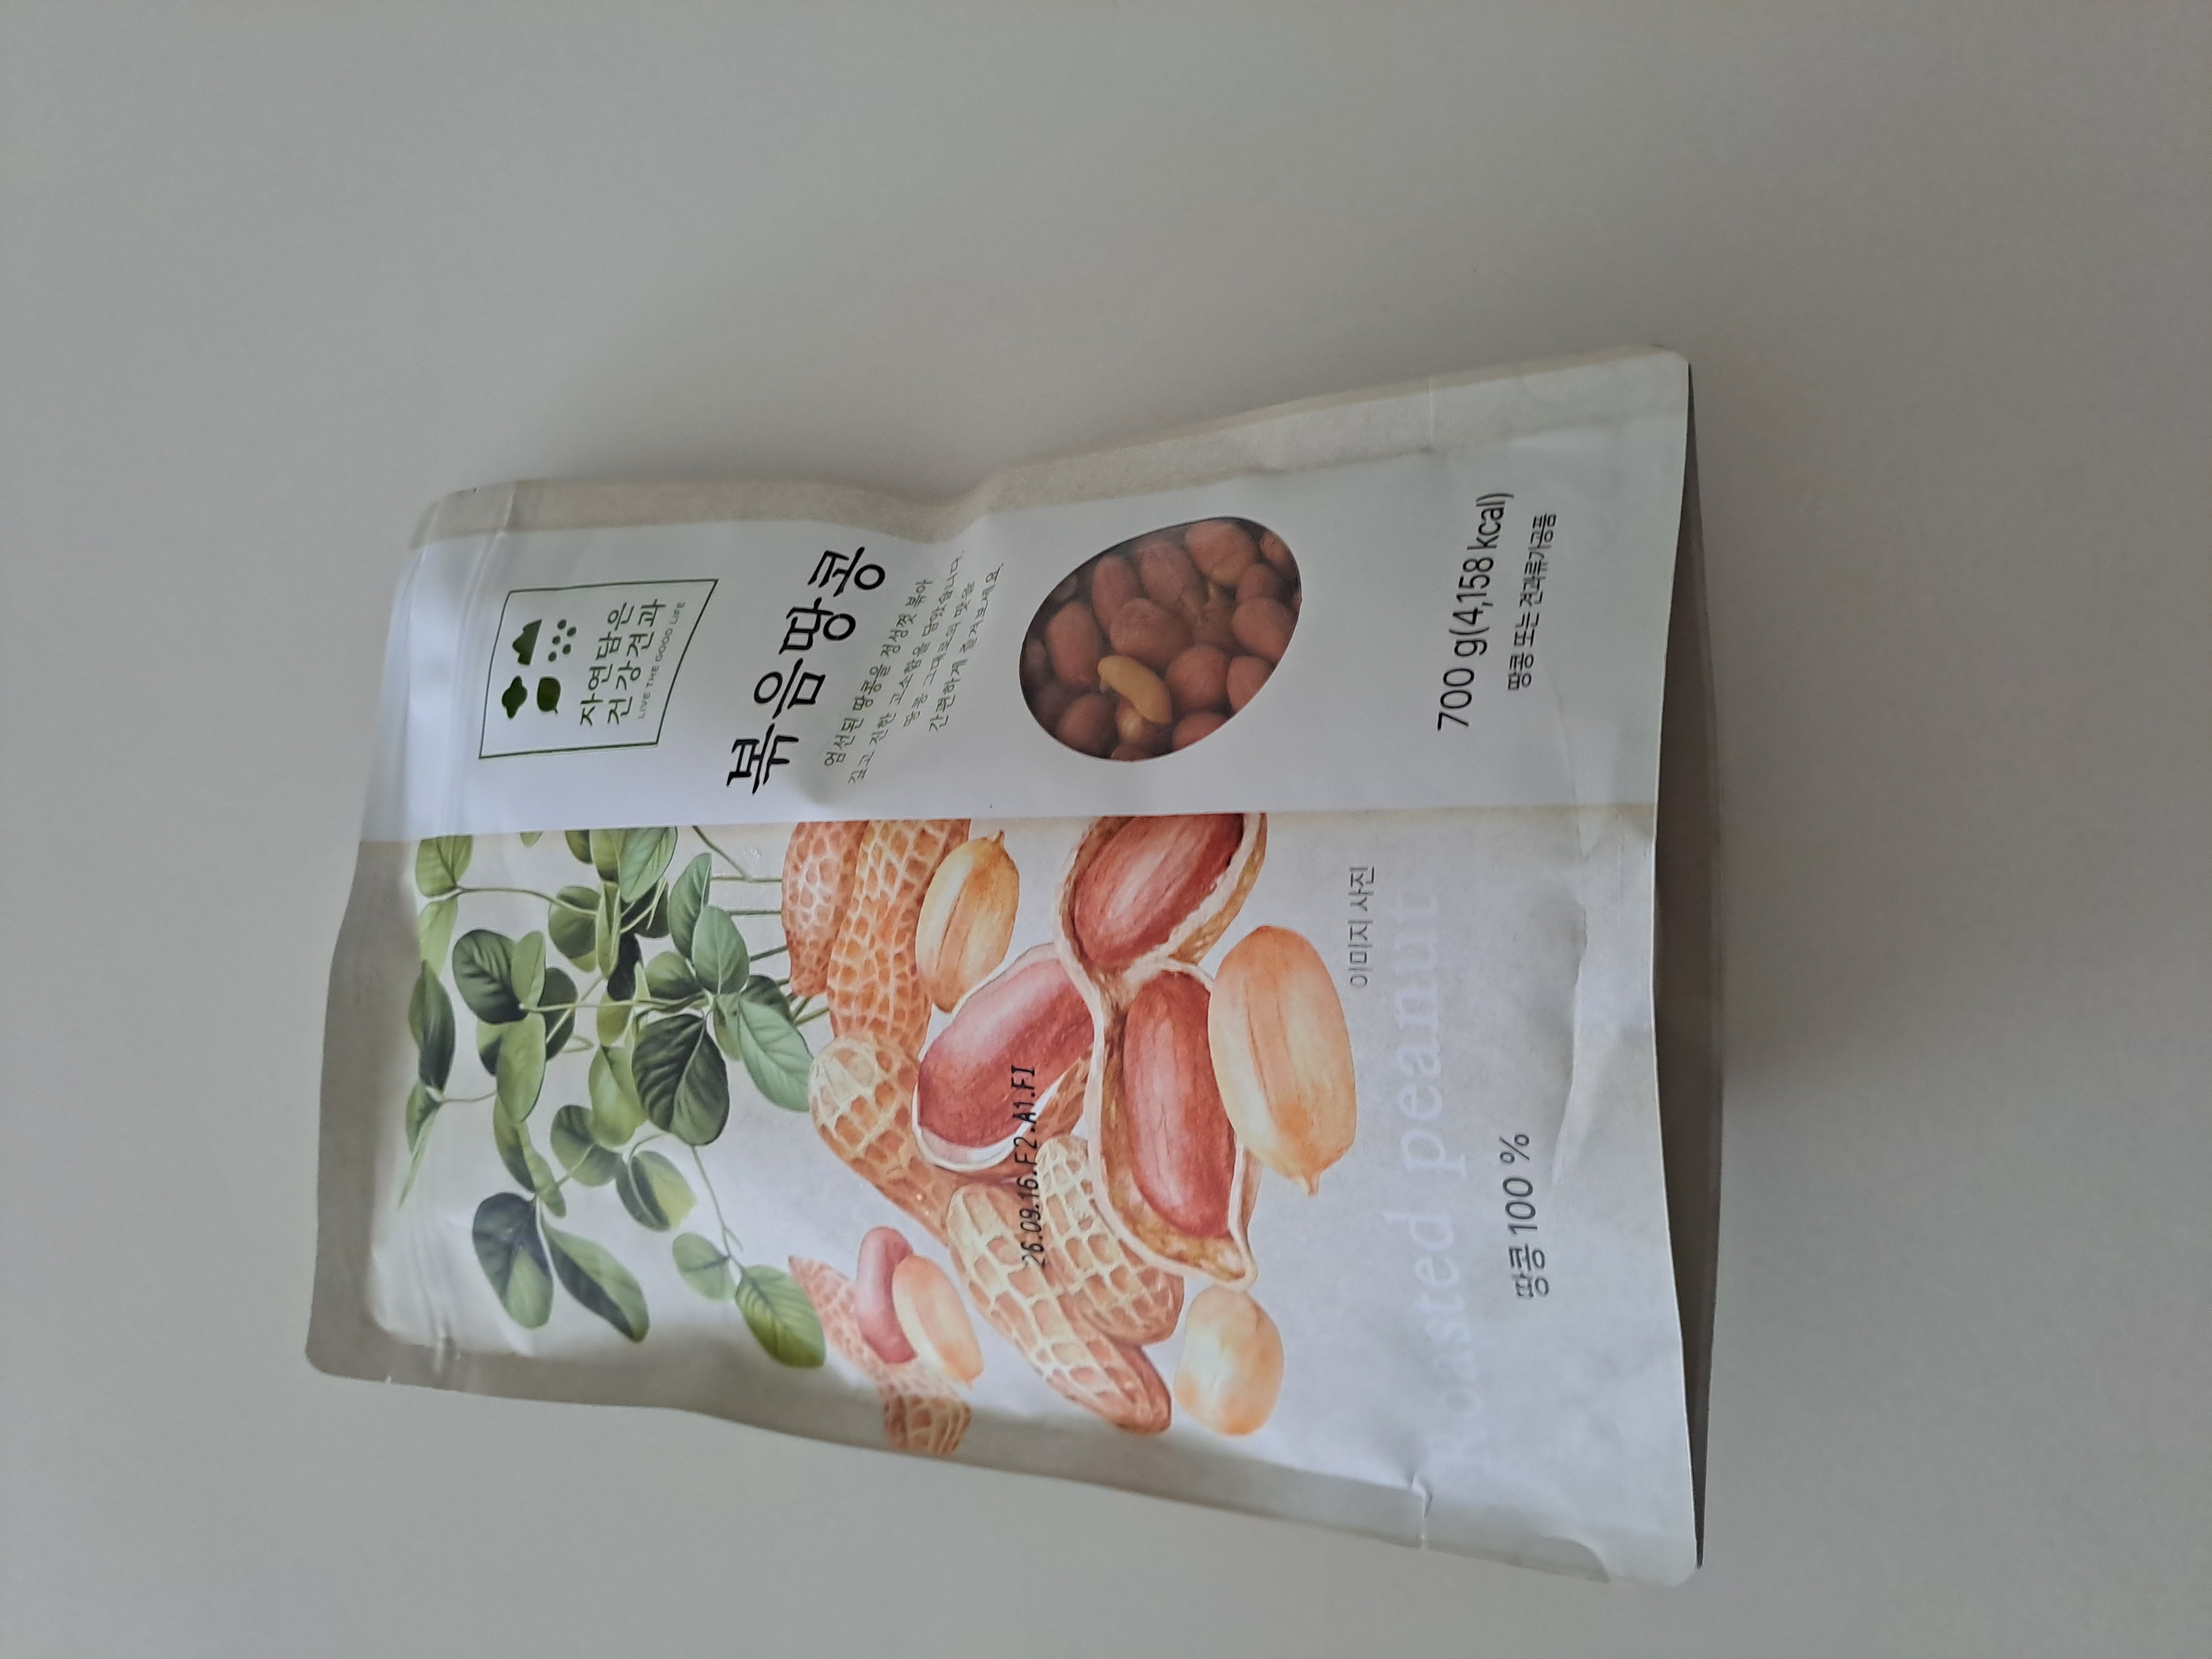 자연담은
건강견과
LIVE THE GOOD LIFE
볶음땅콩
엄선된 땅콩을 정성껏 볶아
깊고 진한 고소함을 담았습니다.
땅콩 그대로의 맛을
간편하게 즐겨보세요.
26.09.16.F2.A1.FI
이미지 사진
Roasted peanut
땅콩 100 %
700 g(4,158 kcal)
땅콩 또는 견과류가공품